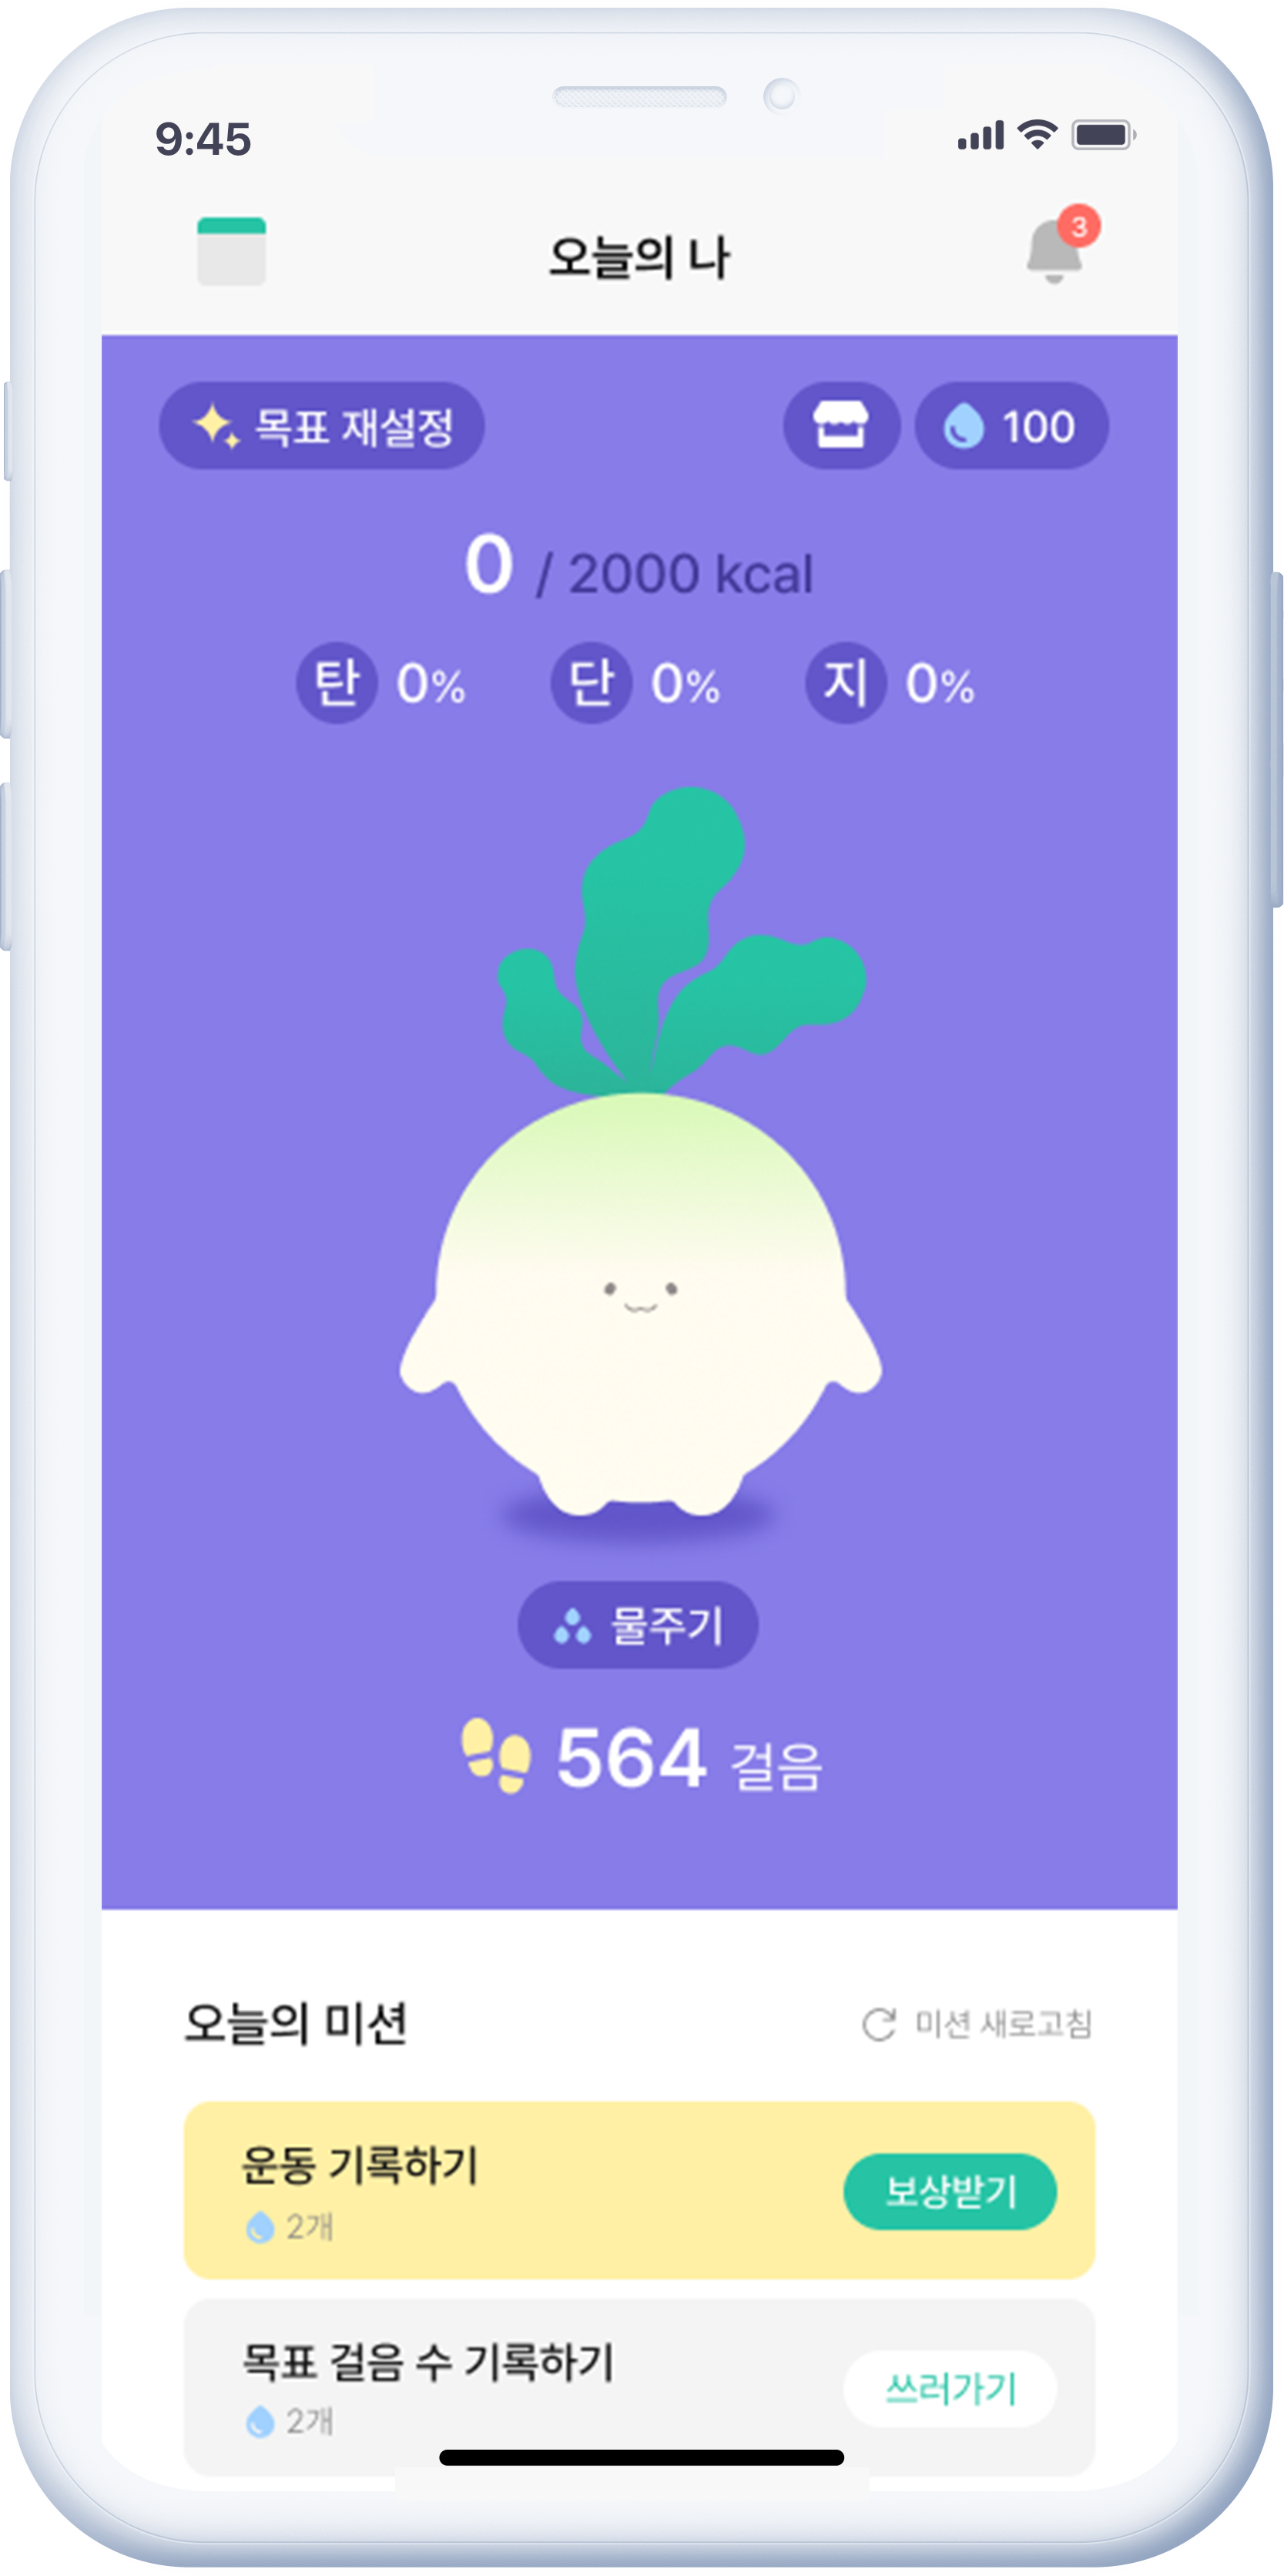 9:45
오늘의 나
3
목표 재설정
100
0 / 2000 kcal
탄 0% 단 0% 지 0%
물주기
564 걸음
오늘의 미션
미션 새로고침
운동 기록하기
2개
보상받기
목표 걸음 수 기록하기
2개
쓰러가기